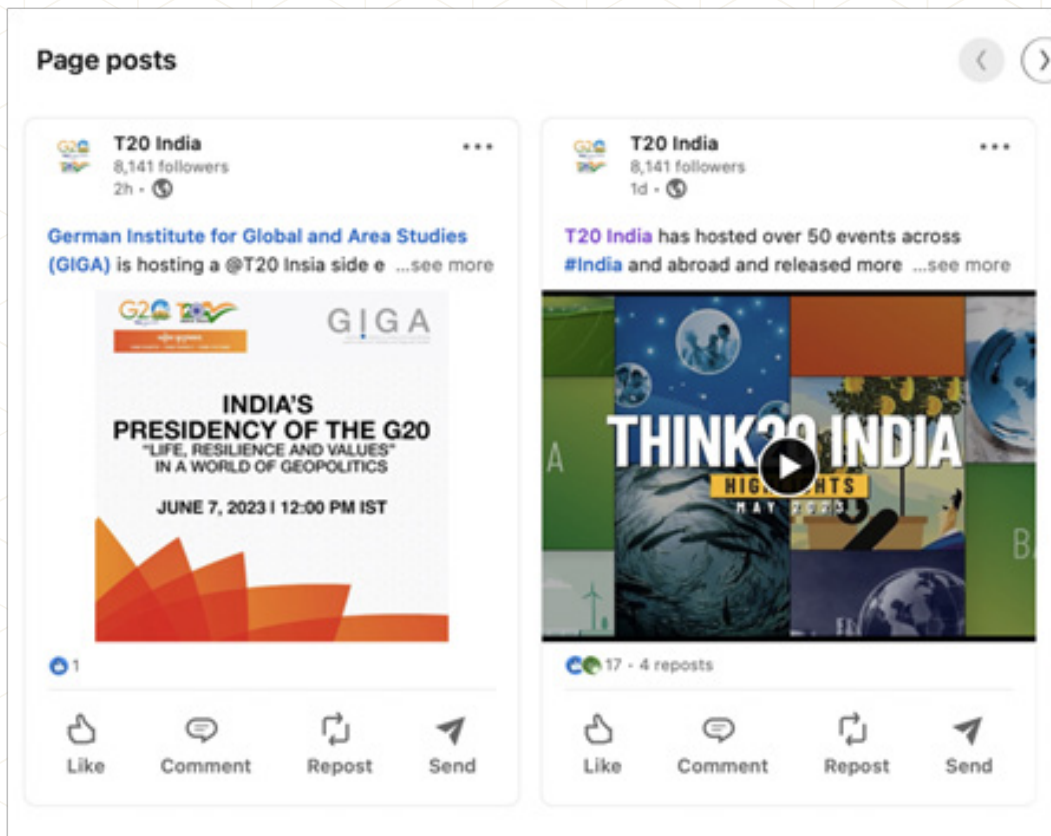 Page posts
T20 India
8,141 followers
2h •
German Institute for Global and Area Studies
(GIGA) is hosting a @T20 Insia side e ...see more
G20
GIGA
INDIA'S
PRESIDENCY OF THE G20
"LIFE, RESILIENCE AND VALUES"
IN A WORLD OF GEOPOLITICS
JUNE 7, 2023 | 12:00 PM IST
1
Like Comment Repost Send
T20 India
8,141 followers
1d •
T20 India has hosted over 50 events across
#India and abroad and released more ...see more
THINK20 INDIA
HIGHLIGHTS
MAY 2023
17 • 4 reposts
Like Comment Repost Send